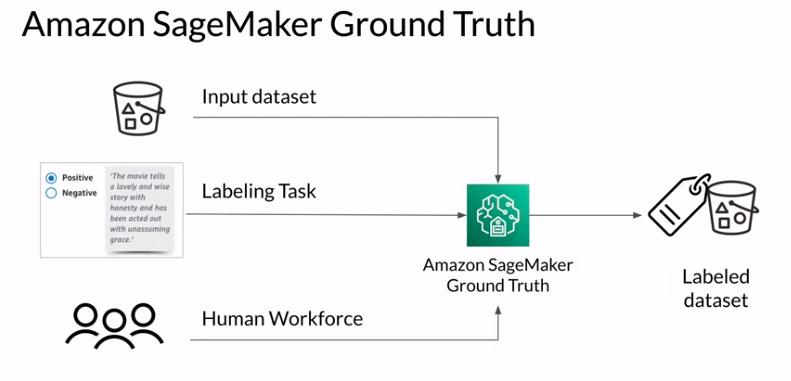 Amazon SageMaker Ground Truth
Input dataset
Positive
Negative
'The movie tells
a lovely and wise
story with
honesty and has
been acted out
with unassuming
grace.'
Labeling Task
Amazon SageMaker
Ground Truth
Labeled
dataset
Human Workforce